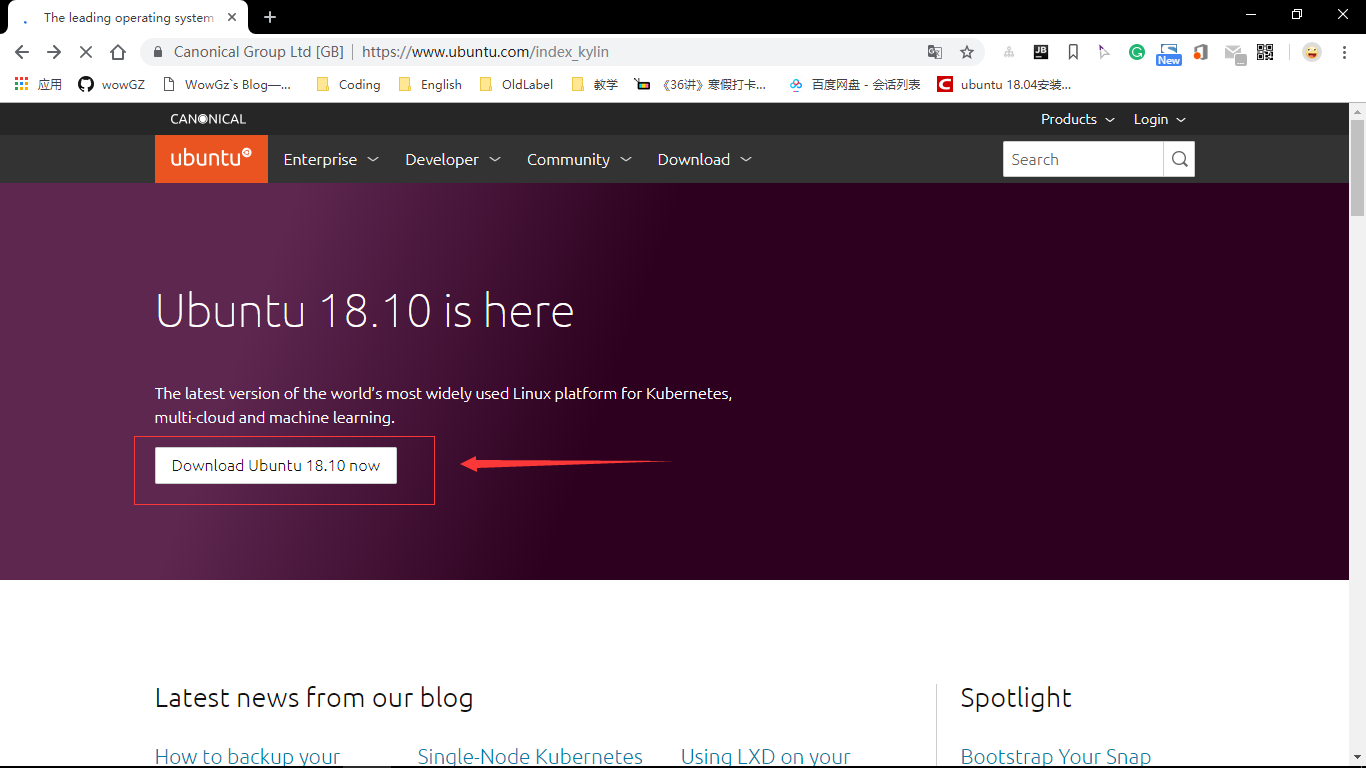 The leading operating system
Canonical Group Ltd [GB] | https://www.ubuntu.com/index_kylin
JB
New
应用
wowGZ
WowGz`s Blog—...
Coding
English
OldLabel
教学
《36讲》寒假打卡...
百度网盘 - 会话列表
C
ubuntu 18.04安装...
CANONICAL
Products
Login
ubuntu
Enterprise
Developer
Community
Download
Search
Ubuntu 18.10 is here
The latest version of the world’s most widely used Linux platform for Kubernetes,
multi-cloud and machine learning.
Download Ubuntu 18.10 now
Latest news from our blog
Spotlight
How to backup your
Single-Node Kubernetes
Using LXD on your
Bootstrap Your Snap